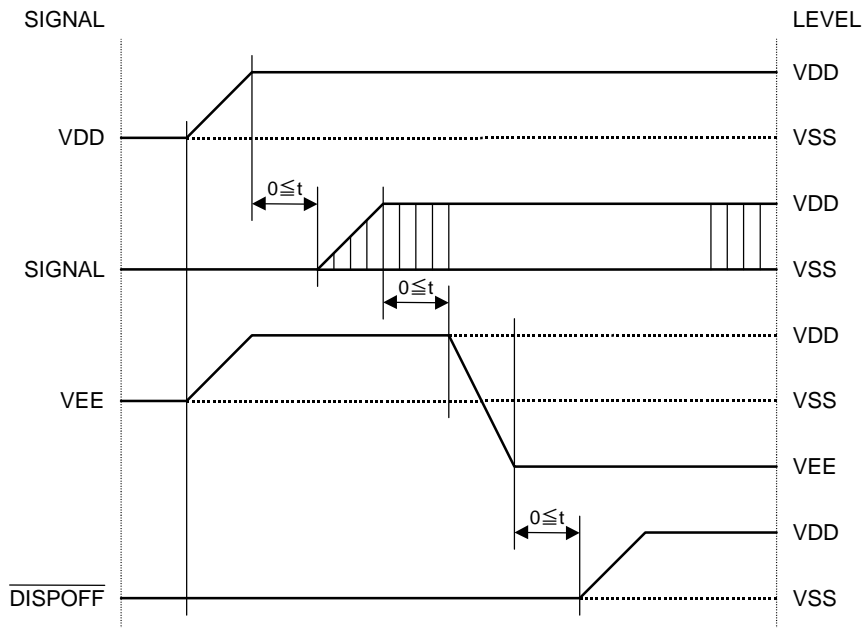 SIGNAL LEVEL
VDD
VDD VSS
0≦t VDD
SIGNAL VSS
0≦t
VDD
VEE VSS
VEE
0≦t VDD
DISPOFF VSS